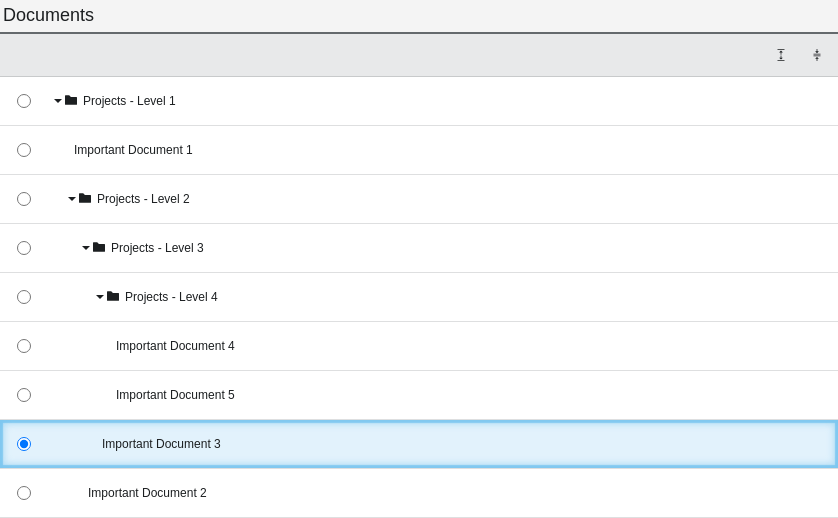 Documents
Projects - Level 1
Important Document 1
Projects - Level 2
Projects - Level 3
Projects - Level 4
Important Document 4
Important Document 5
Important Document 3
Important Document 2